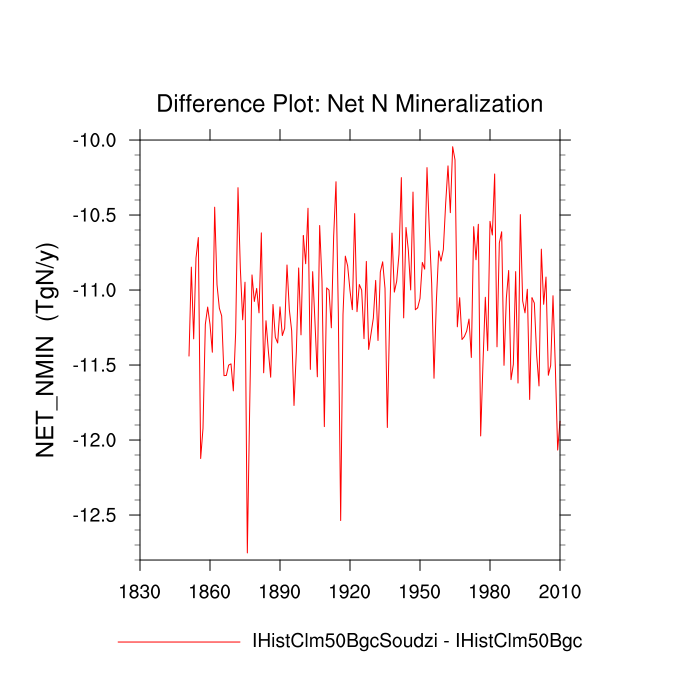 Difference Plot: Net N Mineralization
NET_NMIN (TgN/y)
-10.0
-10.5
-11.0
-11.5
-12.0
-12.5
1830 1860 1890 1920 1950 1980 2010
IHistClm50BgcSoudzi - IHistClm50Bgc